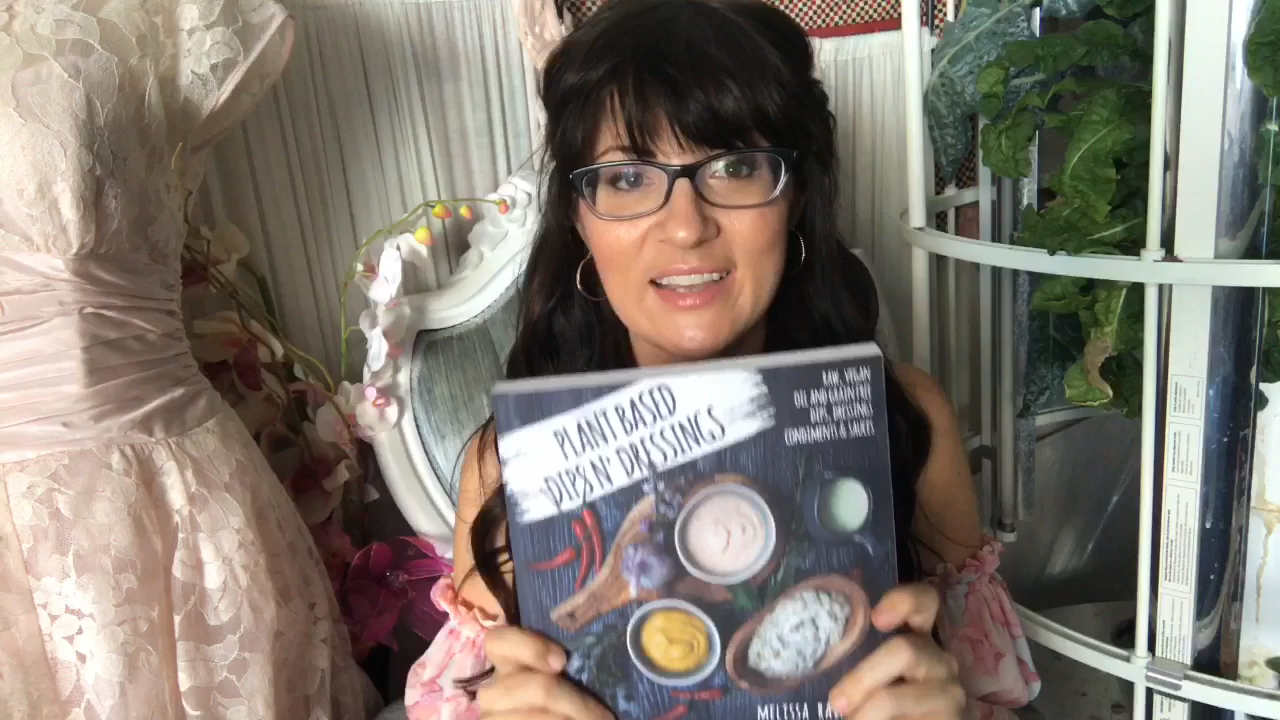 PLANT BASED
DIPS N' DRESSINGS
RAW, VEGAN
OIL AND GRAIN FREE
DIPS, DRESSINGS
CONDIMENTS & SAUCES
MELISSA